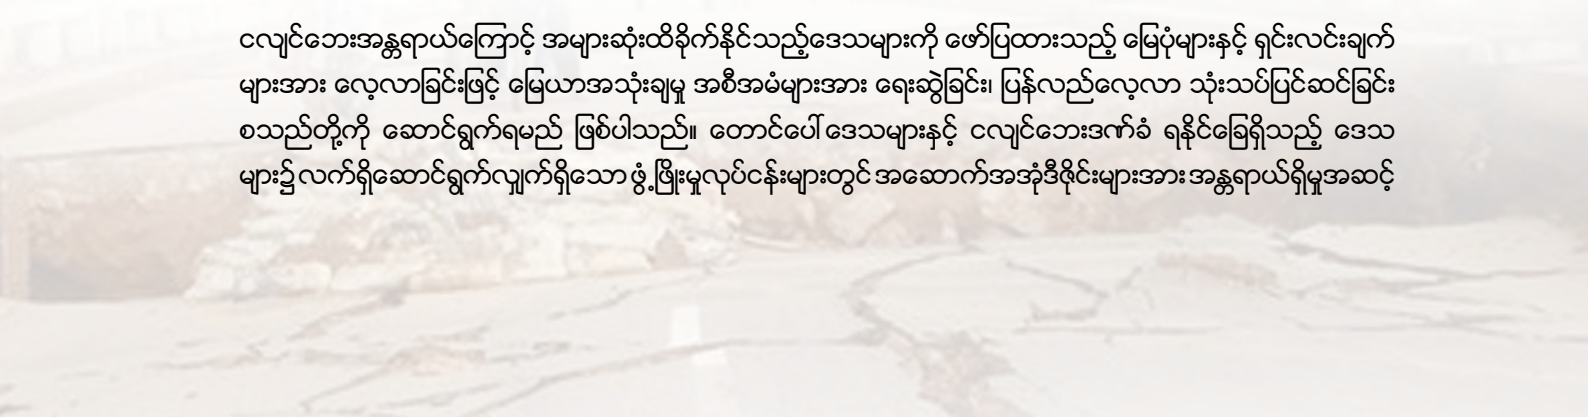 ငလျင်ဘေးအန္တရာယ်ကြောင့် အများဆုံးထိခိုက်နိုင်သည့်ဒေသများကို ဖော်ပြထားသည့် မြေပုံများနှင့် ရှင်းလင်းချက်
များအား လေ့လာခြင်းဖြင့် မြေယာအသုံးချမှု အစီအမံများအား ရေးဆွဲခြင်း၊ ပြန်လည်လေ့လာ သုံးသပ်ပြင်ဆင်ခြင်း
စသည်တို့ကို ဆောင်ရွက်ရမည် ဖြစ်ပါသည်။ တောင်ပေါ်ဒေသများနှင့် ငလျင်ဘေးဒဏ်ခံ ရနိုင်ခြေရှိသည့် ဒေသ
များ၌ လက်ရှိဆောင်ရွက်လျှက်ရှိသော ဖွံ့ဖြိုးမှုလုပ်ငန်းများတွင် အဆောက်အအုံဒီဇိုင်းများအား အန္တရာယ်ရှိမှုအဆင့်